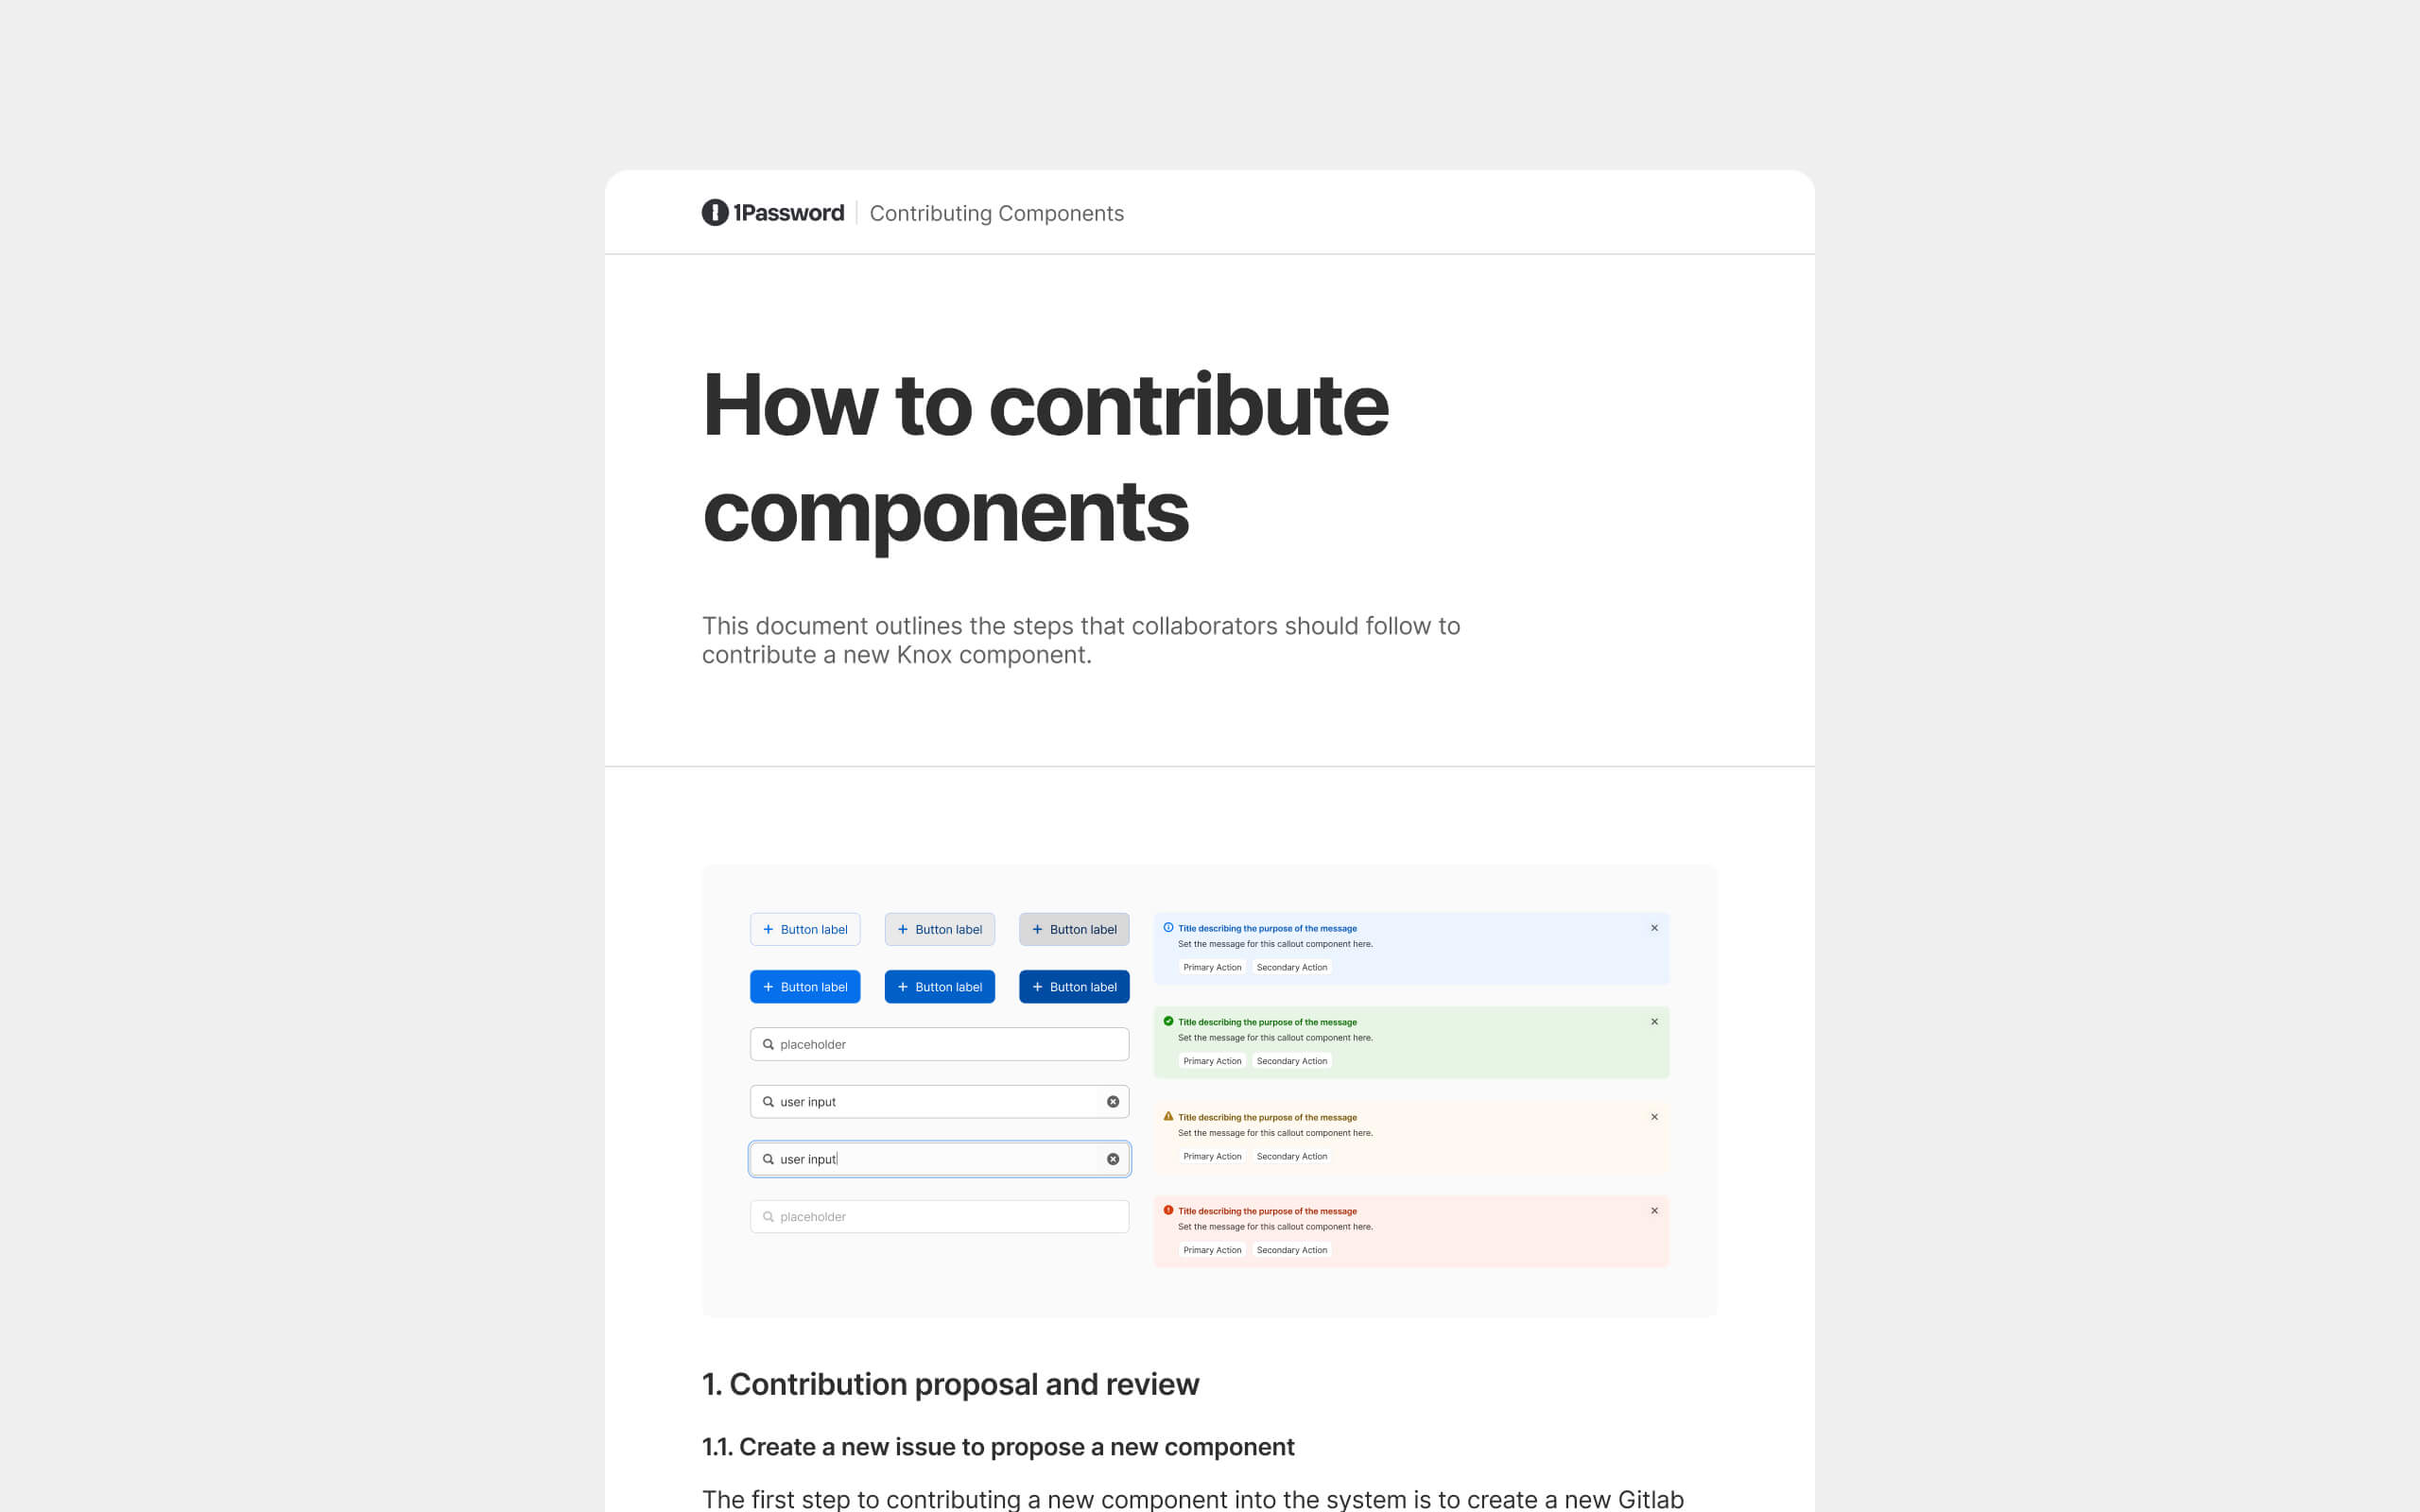 1Password Contributing Components
How to contribute
components
This document outlines the steps that collaborators should follow to
contribute a new Knox component.
Button label Button label Button label
Button label Button label Button label
placeholder
user input
user input
placeholder
Title describing the purpose of the message
Set the message for this callout component here.
Primary Action Secondary Action
Title describing the purpose of the message
Set the message for this callout component here.
Primary Action Secondary Action
Title describing the purpose of the message
Set the message for this callout component here.
Primary Action Secondary Action
Title describing the purpose of the message
Set the message for this callout component here.
Primary Action Secondary Action
1. Contribution proposal and review
1.1. Create a new issue to propose a new component
The first step to contributing a new component into the system is to create a new Gitlab